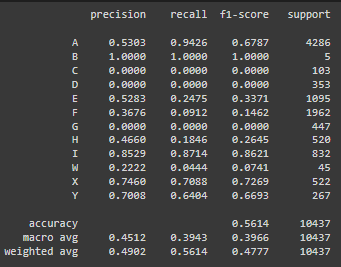 precision recall f1-score support
A 0.5303 0.9426 0.6787 4286
B 1.0000 1.0000 1.0000 5
C 0.0000 0.0000 0.0000 103
D 0.0000 0.0000 0.0000 353
E 0.5283 0.2475 0.3371 1095
F 0.3676 0.0912 0.1462 1962
G 0.0000 0.0000 0.0000 447
H 0.4660 0.1846 0.2645 520
I 0.8529 0.8714 0.8621 832
W 0.2222 0.0444 0.0741 45
X 0.7460 0.7088 0.7269 522
Y 0.7008 0.6404 0.6693 267
accuracy 0.5614 10437
macro avg 0.4512 0.3943 0.3966 10437
weighted avg 0.4902 0.5614 0.4777 10437